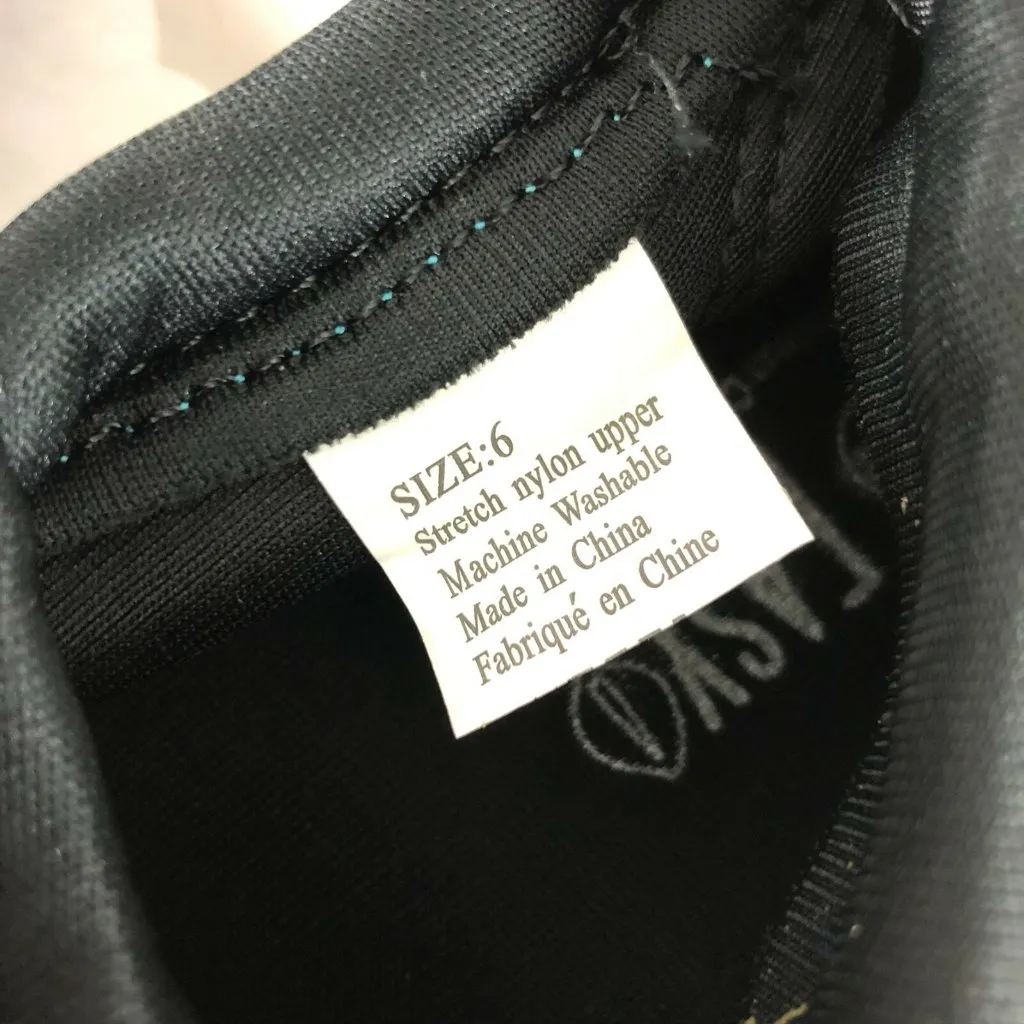 SIZE:6
Stretch nylon upper
Machine Washable
Made in China
Fabriqué en Chine